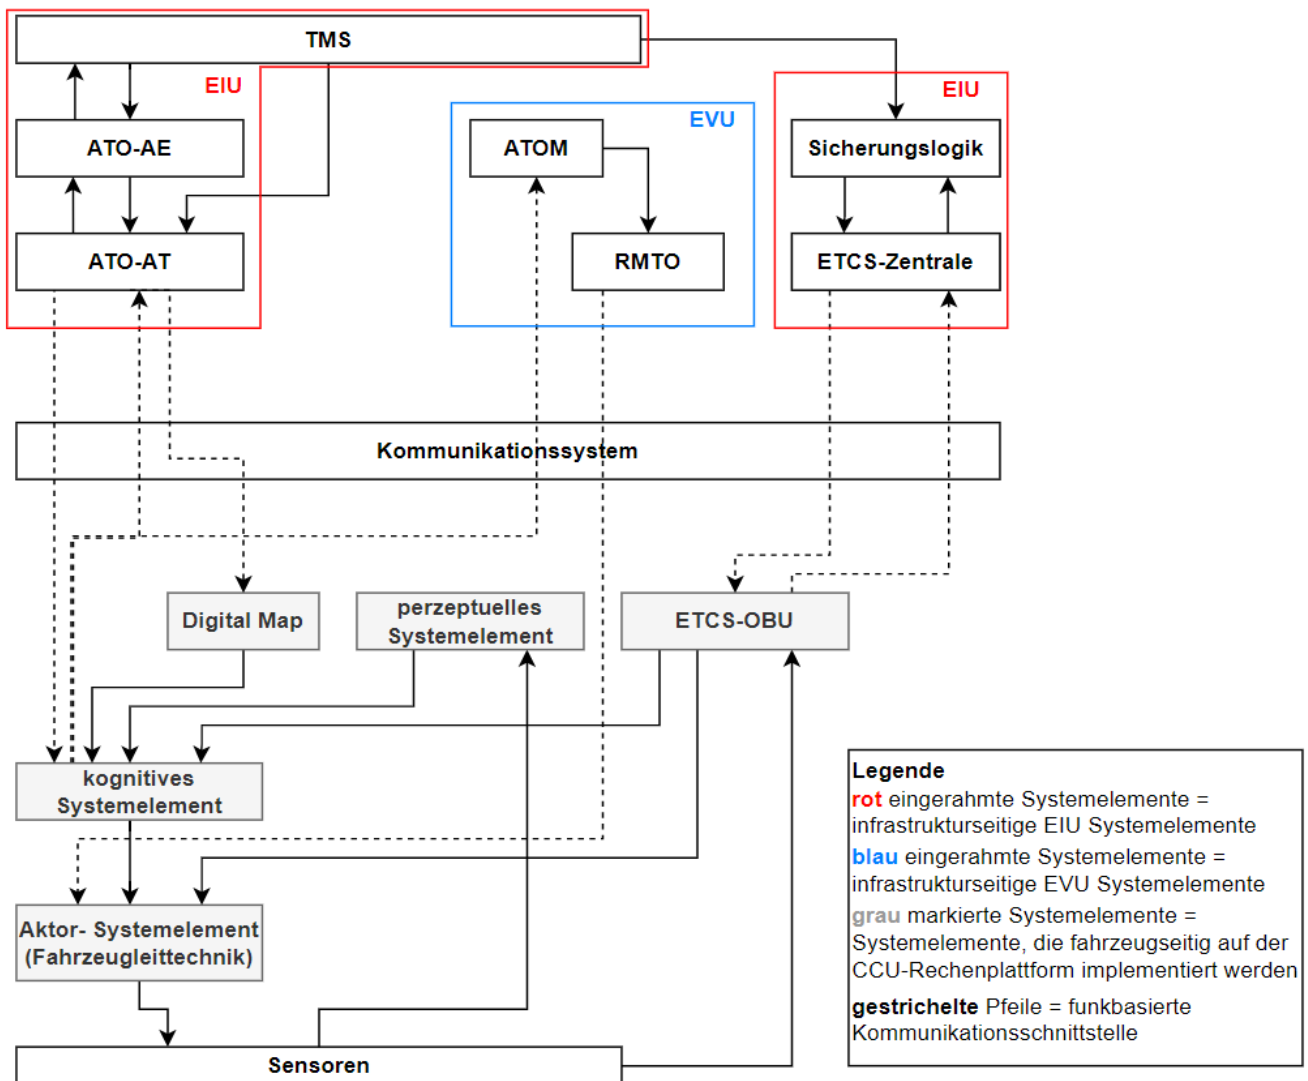 TMS
EIU
EVU
EIU
ATO-AE
ATOM
Sicherungslogik
ATO-AT
RMTO
ETCS-Zentrale
Kommunikationssystem
Digital Map
perzeptuelles
Systemelement
ETCS-OBU
kognitives
Systemelement
Aktor- Systemelement
(Fahrzeugleittechnik)
Sensoren
Legende
rot eingerahmte Systemelemente =
infrastrukturseitige EIU Systemelemente
blau eingerahmte Systemelemente =
infrastrukturseitige EVU Systemelemente
grau markierte Systemelemente =
Systemelemente, die fahrzeugseitig auf der
CCU-Rechenplattform implementiert werden
gestrichelte Pfeile = funkbasierte
Kommunikationsschnittstelle